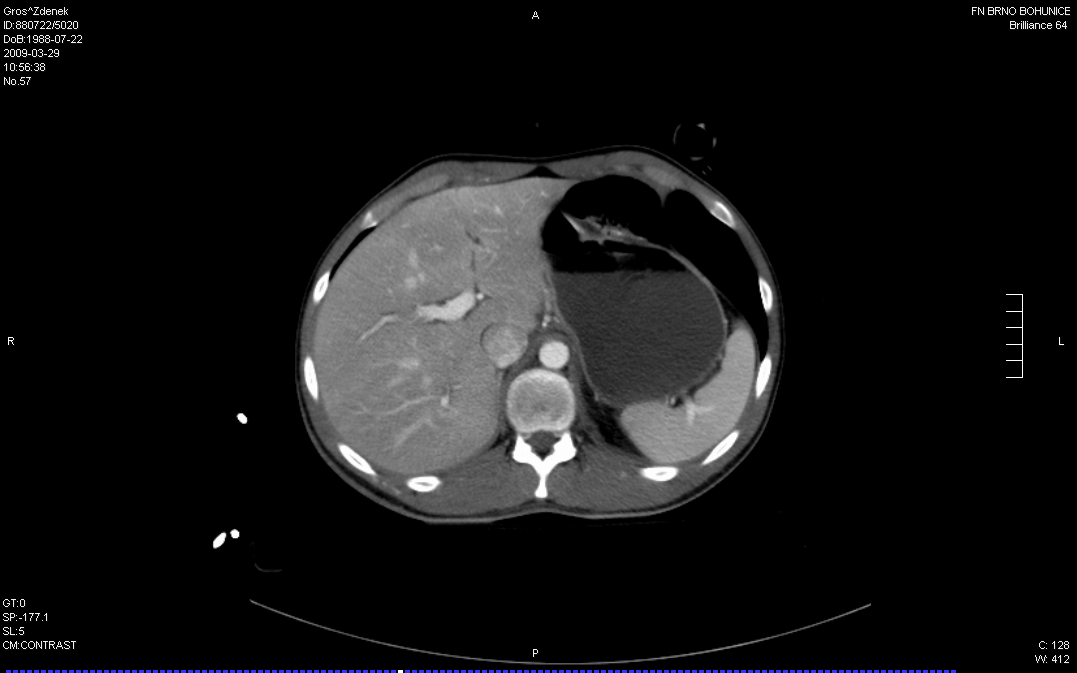 Gros^Zdenek
ID:880722/5020
DoB:1988-07-22
2009-03-29
10:56:38
No.57
A
FN BRNO BOHUNICE
Brilliance 64
R
L
GT:0
SP:-177.1
SL:5
CM:CONTRAST
P
C: 128
W: 412